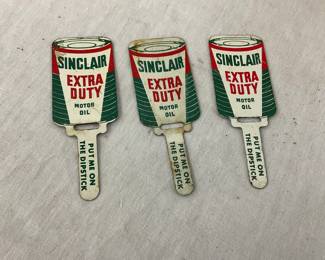 SINCLAIR
EXTRA
DUTY
MOTOR
OIL
PUT ME ON
THE DIPSTICK
SINCLAIR
EXTRA
DUTY
MOTOR
OIL
PUT ME ON
THE DIPSTICK
SINCLAIR
EXTRA
DUTY
MOTOR
OIL
PUT ME ON
THE DIPSTICK